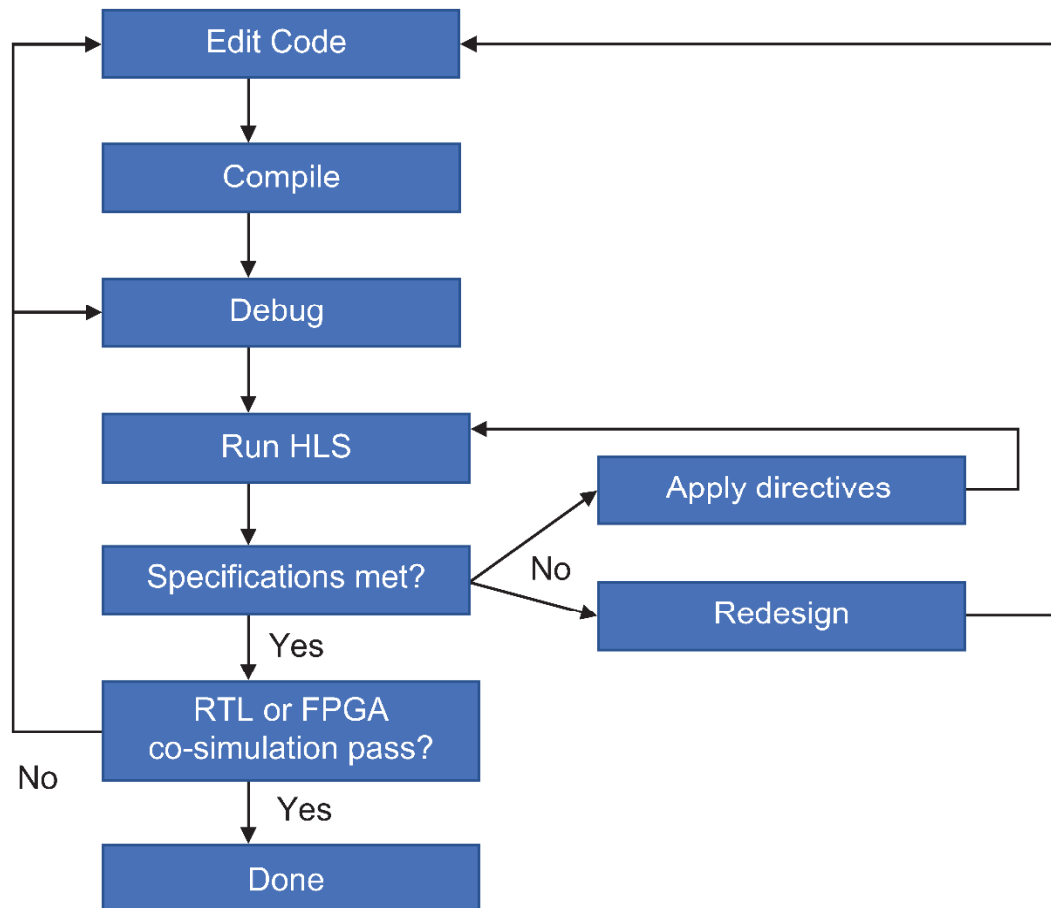 Edit Code
Compile
Debug
Run HLS
Apply directives
Specifications met?
No
Redesign
Yes
RTL or FPGA
co-simulation pass?
No
Yes
Done